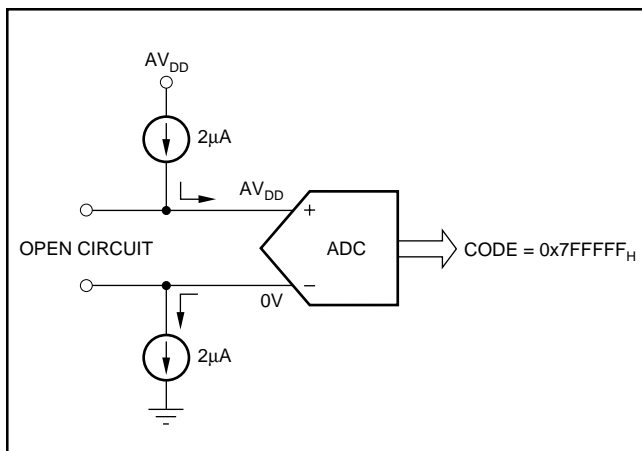 AVDD
2μA
AVDD
+
OPEN CIRCUIT
ADC
CODE = 0x7FFFFFH
0V
−
2μA